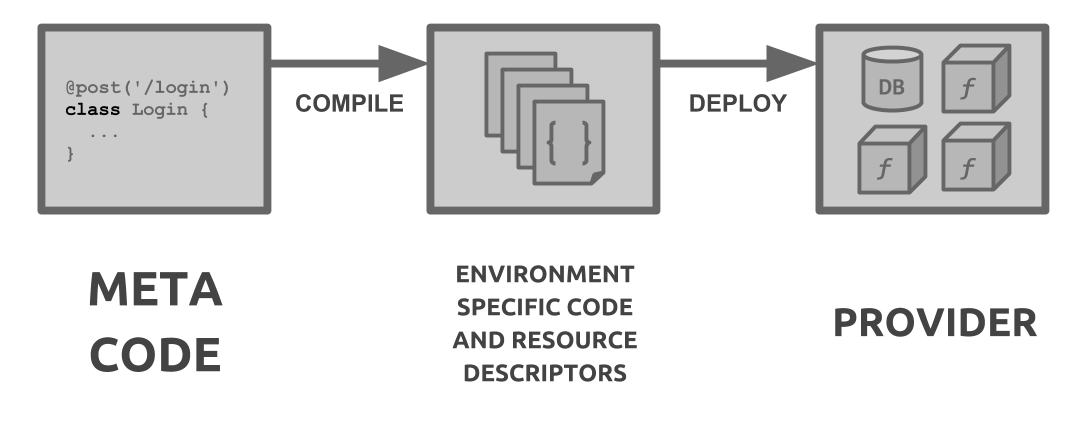 @post('/login')
class Login {
...
}
COMPILE
{ }
DEPLOY
DB
f
f
f
META
CODE
ENVIRONMENT
SPECIFIC CODE
AND RESOURCE
DESCRIPTORS
PROVIDER